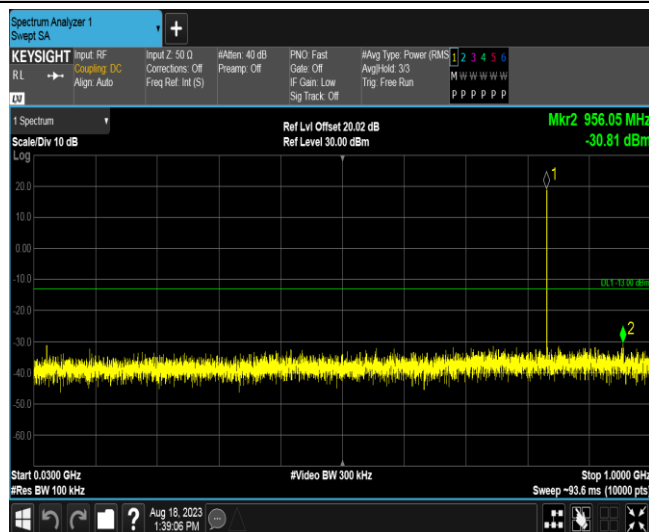 Spectrum Analyzer 1
Swept SA
+
KEYSIGHT
RL
LXI
Input: RF
Coupling: DC
Align: Auto
Input Z: 50 Ω
Corrections: Off
Freq Ref: Int (S)
#Atten: 40 dB
Preamp: Off
PNO: Fast
Gate: Off
IF Gain: Low
Sig Track: Off
#Avg Type: Power (RMS
Avg|Hold: 3/3
Trig: Free Run
1 2 3 4 5 6
M W W W W W
P P P P P P
1 Spectrum
Scale/Div 10 dB
Log
Ref Lvl Offset 20.02 dB
Ref Level 30.00 dBm
Mkr2 956.05 MHz
-30.81 dBm
1
20.0
10.0
0.00
-10.0
DL1 -13.00 dBm
-20.0
2
-30.0
-40.0
-50.0
-60.0
Start 0.0300 GHz
#Res BW 100 kHz
#Video BW 300 kHz
Stop 1.0000 GHz
Sweep ~93.6 ms (10000 pts)
?
Aug 18, 2023
1:39:06 PM